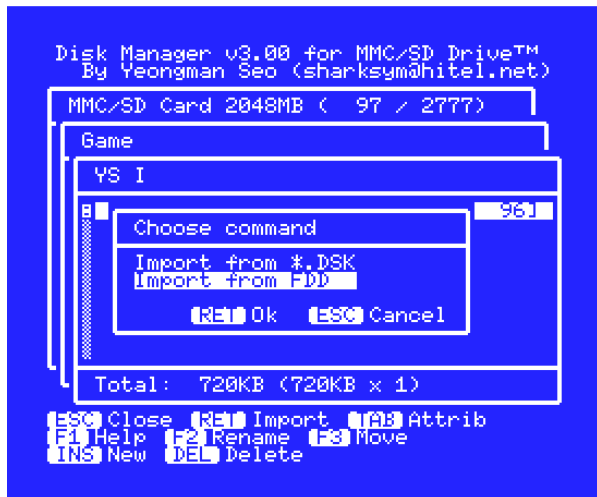 Disk Manager v3.00 for MMC/SD Drive™
By Yeongman Seo (sharksym@hitel.net)
MMC/SD Card 2048MB (  97 / 2777)
Game
YS I
96]
Choose command
Import from *.DSK
Import from FDD
RET Ok ESC Cancel
Total:  720KB (720KB x 1)
ESC Close RET Import TAB Attrib
F1 Help F2 Rename F3 Move
INS New DEL Delete